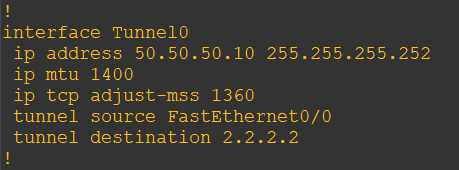 !
interface Tunnel0
ip address 50.50.50.10 255.255.255.252
ip mtu 1400
ip tcp adjust-mss 1360
tunnel source FastEthernet0/0
tunnel destination 2.2.2.2
!